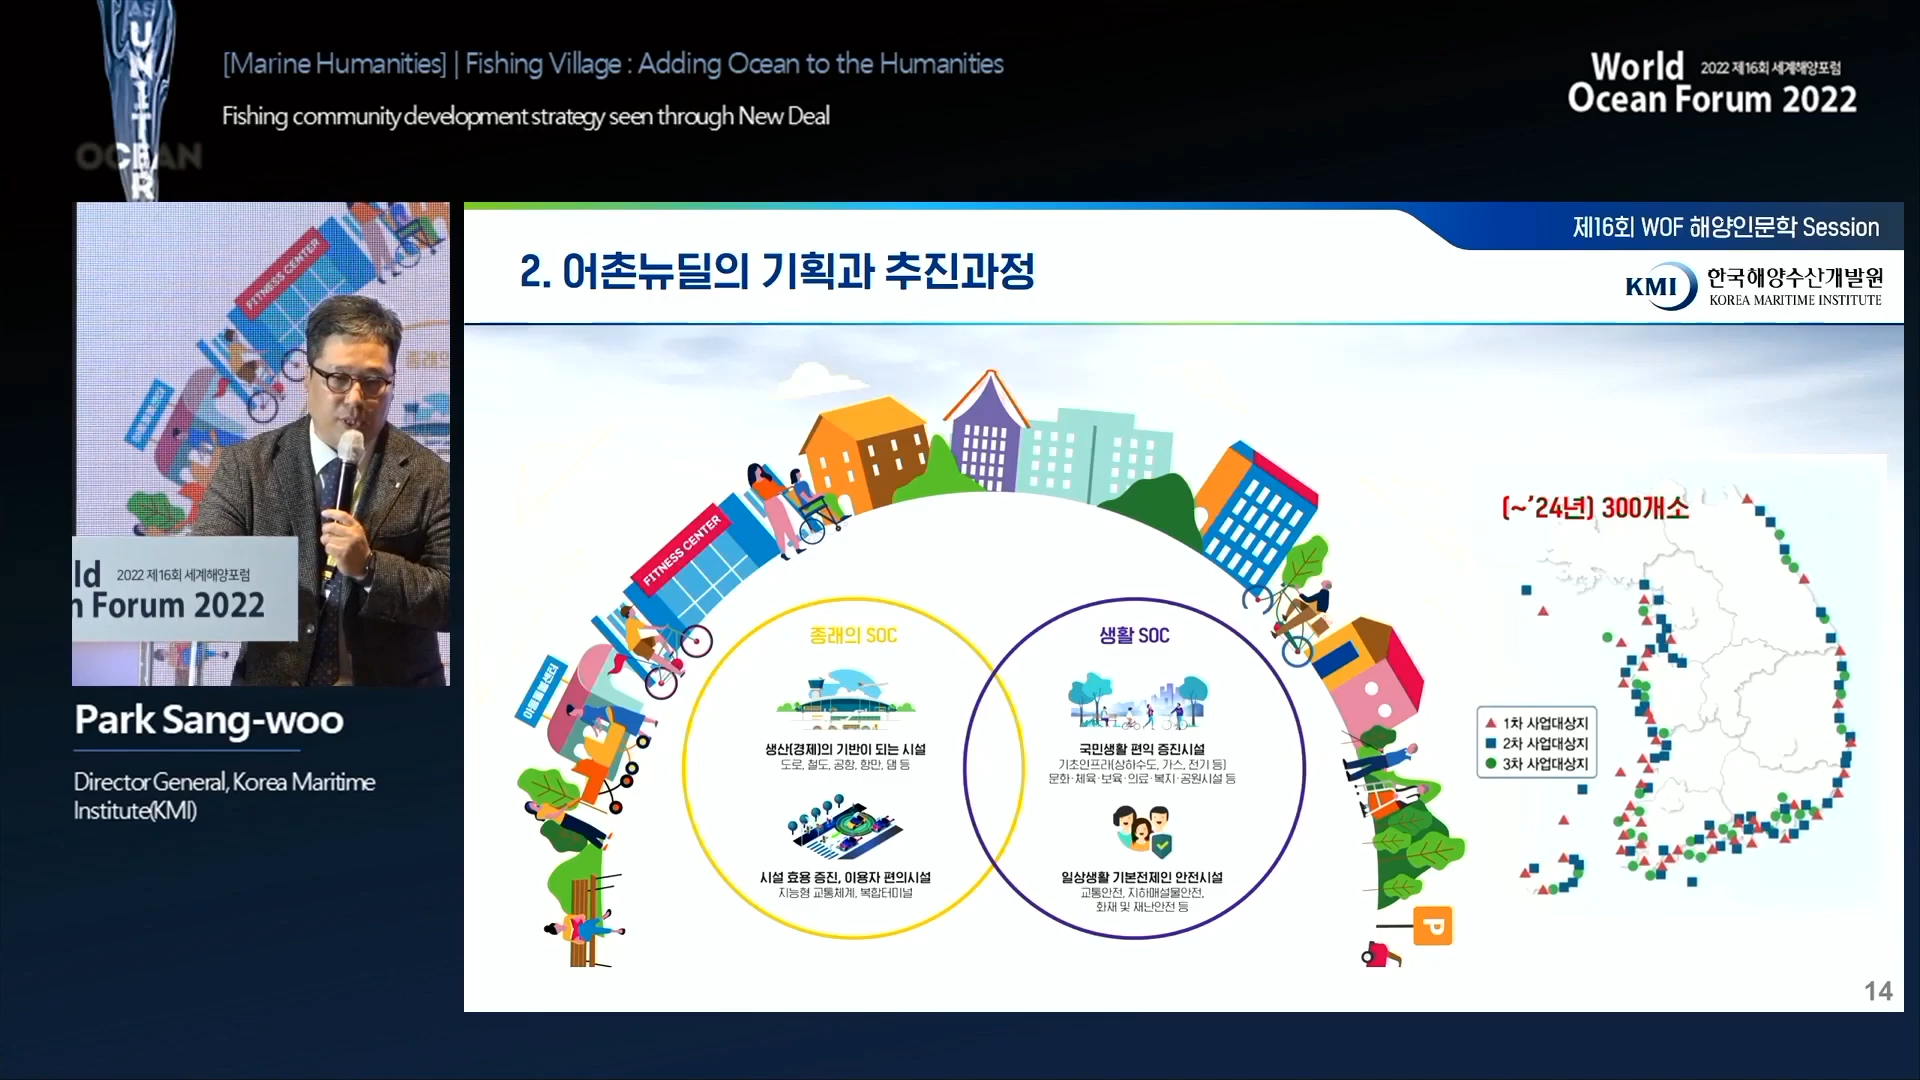 AS
UNITER
OCEAN
[Marine Humanities] | Fishing Village : Adding Ocean to the Humanities
Fishing community development strategy seen through New Deal
World 2022 제16회 세계해양포럼
Ocean Forum 2022
FITNESS CENTER
ld 2022 제16회 세계해양포럼
n Forum 2022
Park Sang-woo
Director General, Korea Maritime
Institute(KMI)
제16회 WOF 해양인문학 Session
2. 어촌뉴딜의 기획과 추진과정
KMI 한국해양수산개발원
KOREA MARITIME INSTITUTE
FITNESS CENTER
아동돌봄센터
종래의 SOC
생산(경제)의 기반이 되는 시설
도로, 철도, 공항, 항만, 댐 등
시설 효용 증진, 이용자 편의시설
지능형 교통체계, 복합터미널
생활 SOC
국민생활 편익 증진시설
기초인프라(상하수도, 가스, 전기 등)
문화·체육·보육·의료·복지·공원시설 등
일상생활 기본전제인 안전시설
교통안전, 지하매설물안전,
화재 및 재난안전 등
P
(~'24년) 300개소
1차 사업대상지
2차 사업대상지
3차 사업대상지
14